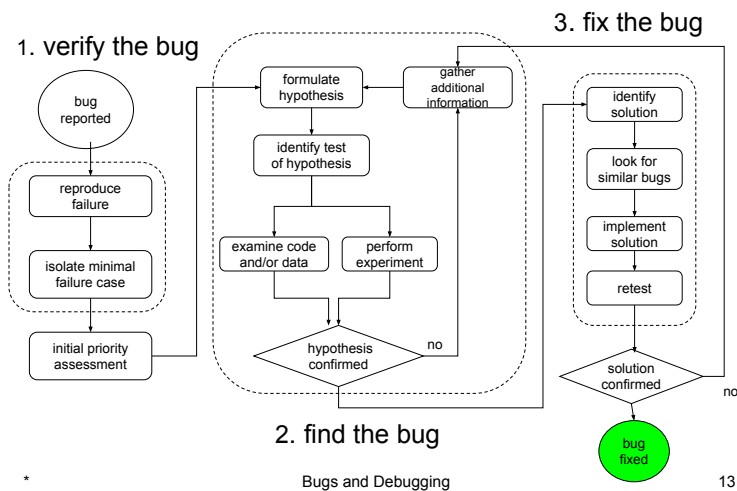 1. verify the bug
bug
reported
reproduce
failure
isolate minimal
failure case
initial priority
assessment
formulate
hypothesis
gather
additional
information
identify test
of hypothesis
examine code
and/or data
perform
experiment
hypothesis
confirmed
no
2. find the bug
3. fix the bug
identify
solution
look for
similar bugs
implement
solution
retest
solution
confirmed
no
bug
fixed
*
Bugs and Debugging
13